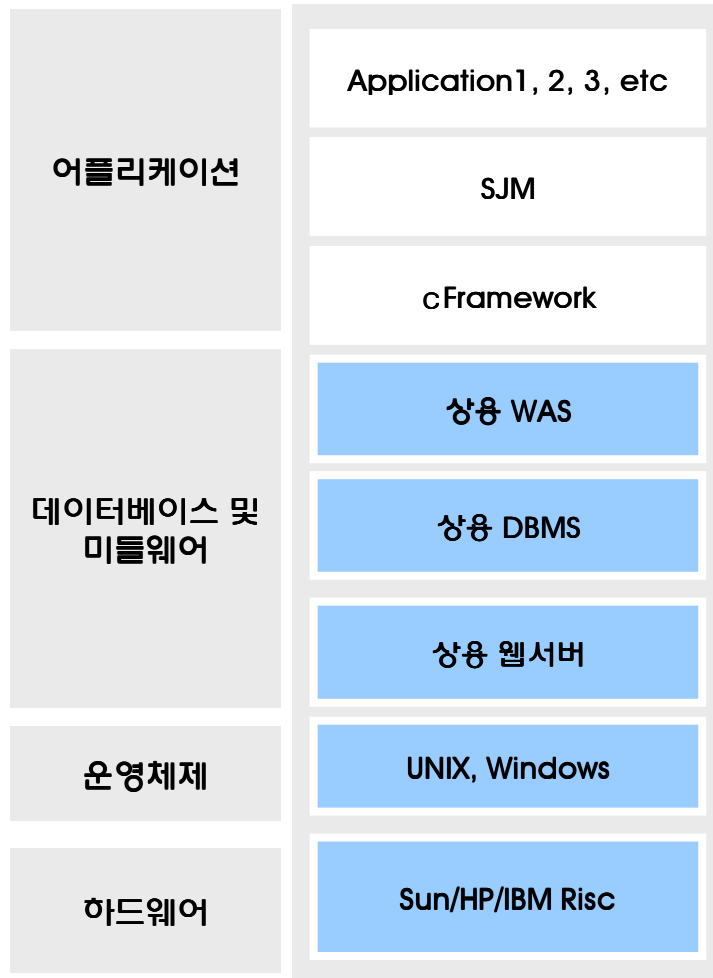 어플리케이션
Application1, 2, 3, etc
SJM
cFramework
데이터베이스 및
미들웨어
상용 WAS
상용 DBMS
상용 웹서버
운영체제
UNIX, Windows
하드웨어
Sun/HP/IBM Risc